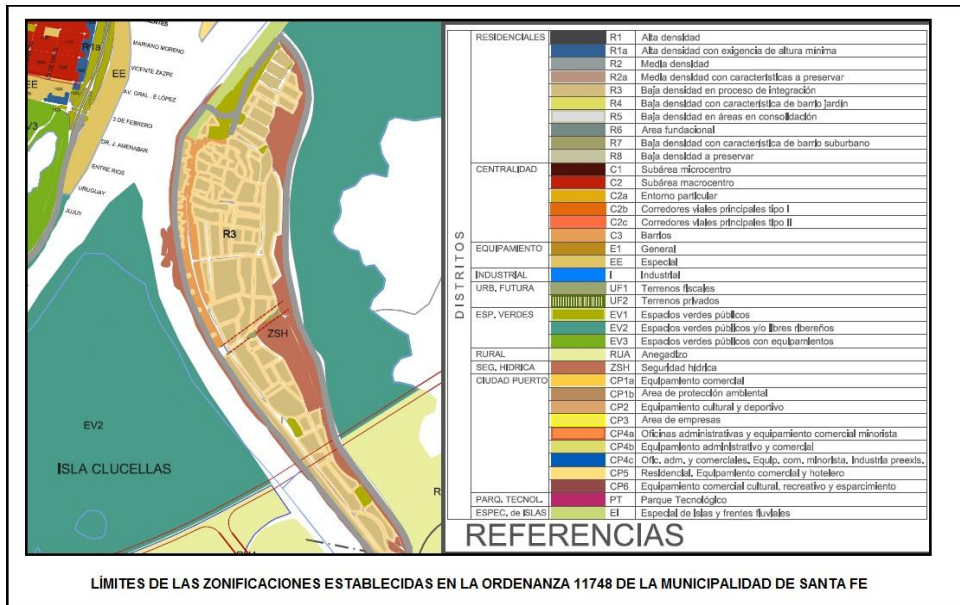 R1a
EE
MARIANO MORENO
VICENTE ZAZPE
AV. GRAL. E LÓPEZ
3 DE FEBRERO
DR. J. AMENABAR
ENTRE RIOS
URUGUAY
JUJUY
EE
EV3
R3
ZSH
EV2
ISLA CLUCELLAS
DISTRITOS
RESIDENCIALES R1 Alta densidad
R1a Alta densidad con exigencia de altura mínima
R2 Media densidad
R2a Media densidad con características a preservar
R3 Baja densidad en proceso de integración
R4 Baja densidad con característica de barrio jardín
R5 Baja densidad en áreas en consolidación
R6 Area fundacional
R7 Baja densidad con característica de barrio suburbano
R8 Baja densidad a preservar
CENTRALIDAD C1 Subárea microcentro
C2 Subárea macrocentro
C2a Entorno particular
C2b Corredores viales principales tipo I
C2c Corredores viales principales tipo II
C3 Barrios
EQUIPAMIENTO E1 General
EE Especial
INDUSTRIAL I Industrial
URB. FUTURA UF1 Terrenos fiscales
UF2 Terrenos privados
ESP. VERDES EV1 Espacios verdes públicos
EV2 Espacios verdes públicos y/o libres ribereños
EV3 Espacios verdes públicos con equipamientos
RURAL RUA Anegadizo
SEG. HIDRICA ZSH Seguridad hídrica
CIUDAD PUERTO CP1a Equipamiento comercial
CP1b Area de protección ambiental
CP2 Equipamiento cultural y deportivo
CP3 Area de empresas
CP4a Oficinas administrativas y equipamiento comercial minorista
CP4b Equipamiento administrativo y comercial
CP4c Ofic. adm. y comerciales. Equip. com. minorista. Industria preexis.
CP5 Residencial. Equipamiento comercial y hotelero
CP6 Equipamiento comercial cultural, recreativo y esparcimiento
PARQ. TECNOL. PT Parque Tecnológico
ESPEC. de ISLAS EI Especial de islas y frentes fluviales
REFERENCIAS
LÍMITES DE LAS ZONIFICACIONES ESTABLECIDAS EN LA ORDENANZA 11748 DE LA MUNICIPALIDAD DE SANTA FE